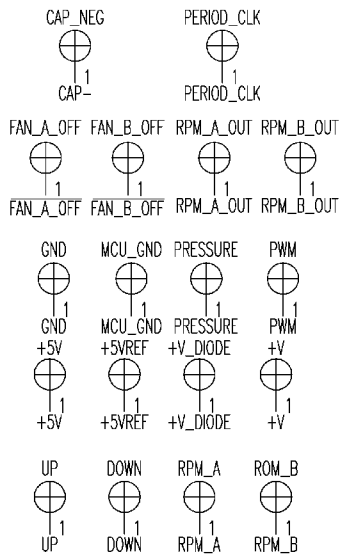 CAP_NEG PERIOD_CLK
1 1
CAP- PERIOD_CLK
FAN_A_OFF FAN_B_OFF RPM_A_OUT RPM_B_OUT
1 1 1 1
FAN_A_OFF FAN_B_OFF RPM_A_OUT RPM_B_OUT
GND MCU_GND PRESSURE PWM
1 1 1 1
GND MCU_GND PRESSURE PWM
+5V +5VREF +V_DIODE +V
1 1 1 1
+5V +5VREF +V_DIODE +V
UP DOWN RPM_A ROM_B
1 1 1 1
UP DOWN RPM_A RPM_B